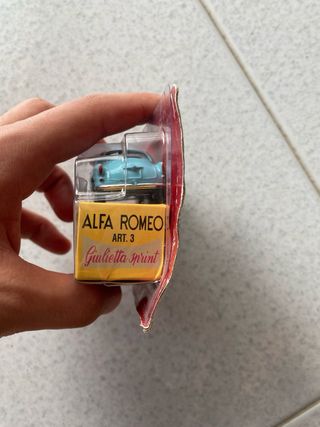 ALFA ROMEO
ART. 3
Giulietta sprint